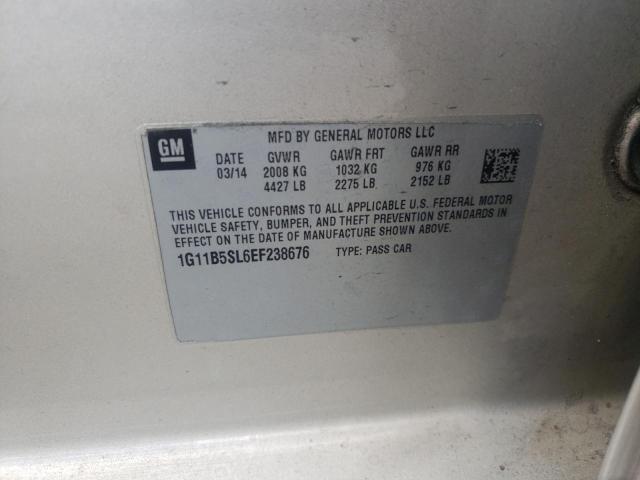 GM
MFD BY GENERAL MOTORS LLC
DATE GVWR GAWR FRT GAWR RR
03/14 2008 KG 1032 KG 976 KG
4427 LB 2275 LB 2152 LB
THIS VEHICLE CONFORMS TO ALL APPLICABLE U.S. FEDERAL MOTOR
VEHICLE SAFETY, BUMPER, AND THEFT PREVENTION STANDARDS IN
EFFECT ON THE DATE OF MANUFACTURE SHOWN ABOVE.
1G11B5SL6EF238676 TYPE: PASS CAR